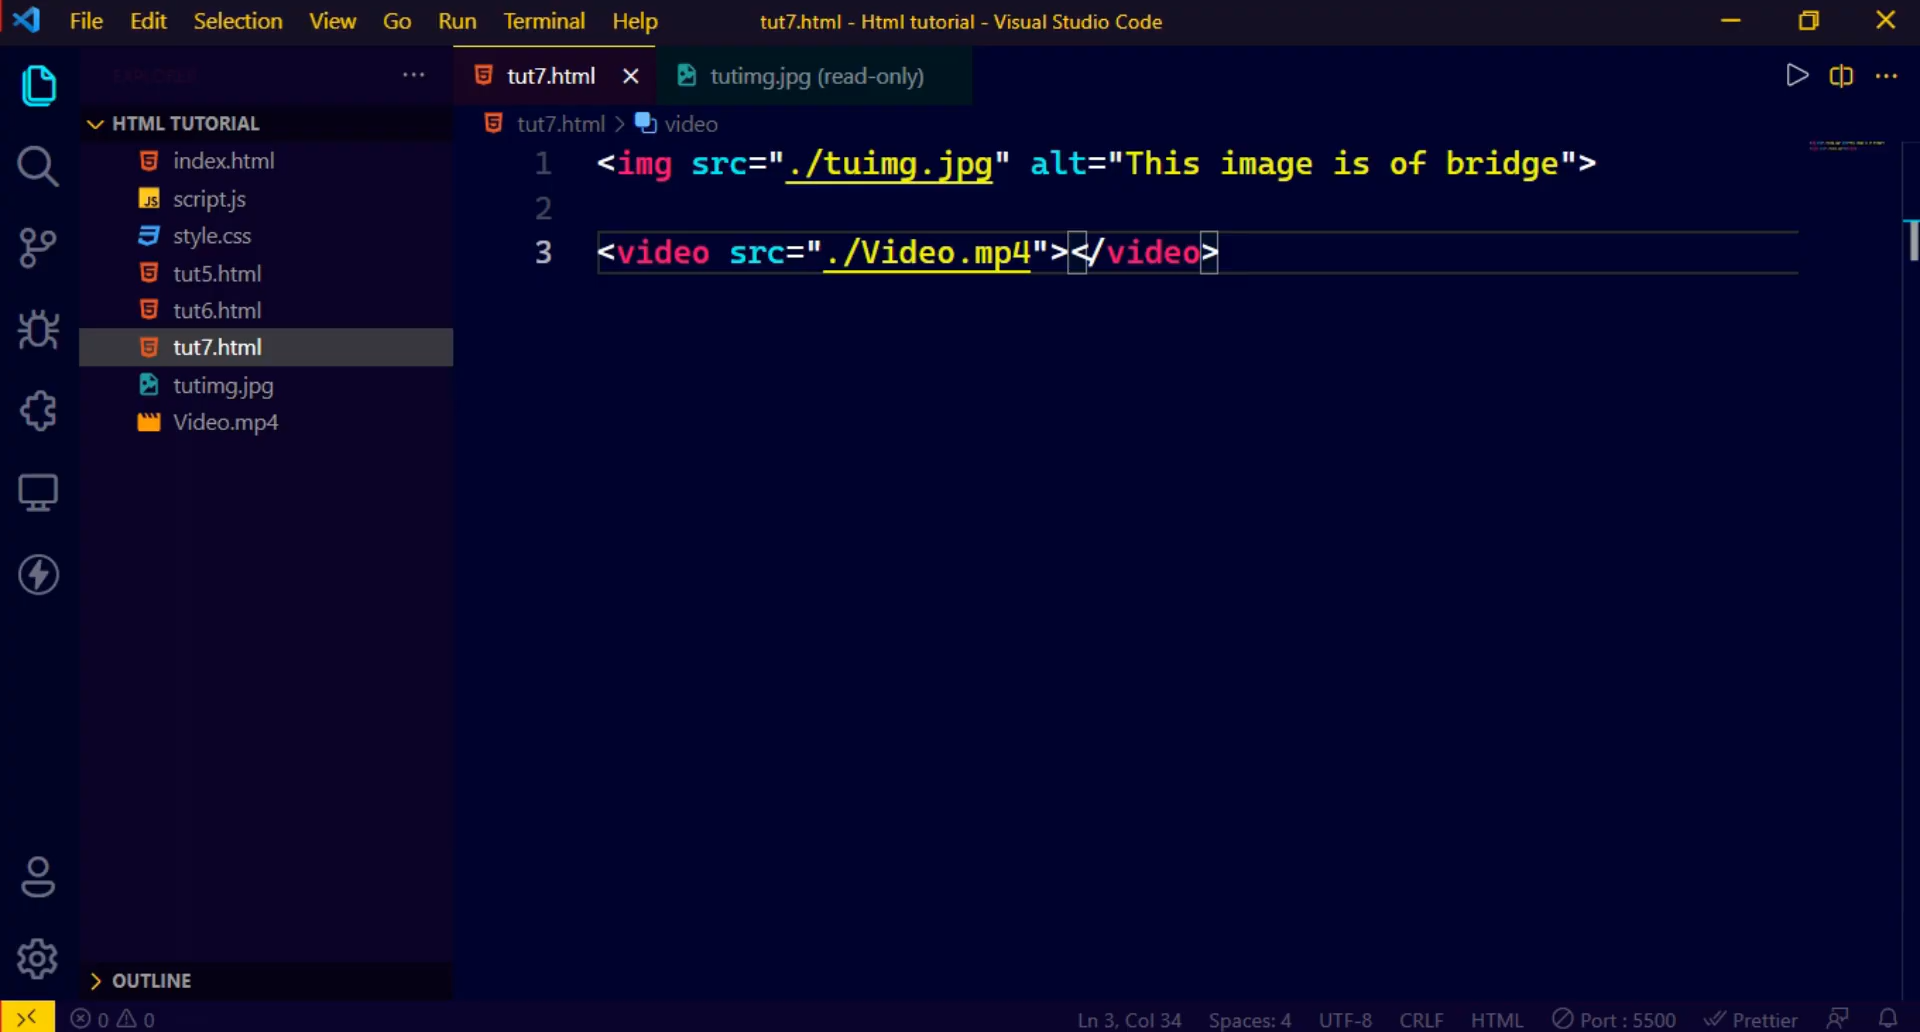 File Edit Selection View Go Run Terminal Help
tut7.html - Html tutorial - Visual Studio Code
EXPLORER
tut7.html
tutimg.jpg (read-only)
HTML TUTORIAL
index.html
script.js
style.css
tut5.html
tut6.html
tut7.html
tutimg.jpg
Video.mp4
OUTLINE
tut7.html > video
1 <img src="./tuimg.jpg" alt="This image is of bridge">
2
3 <video src="./Video.mp4"></video>
0 0
Ln 3, Col 34 Spaces: 4 UTF-8 CRLF HTML Port : 5500 Prettier